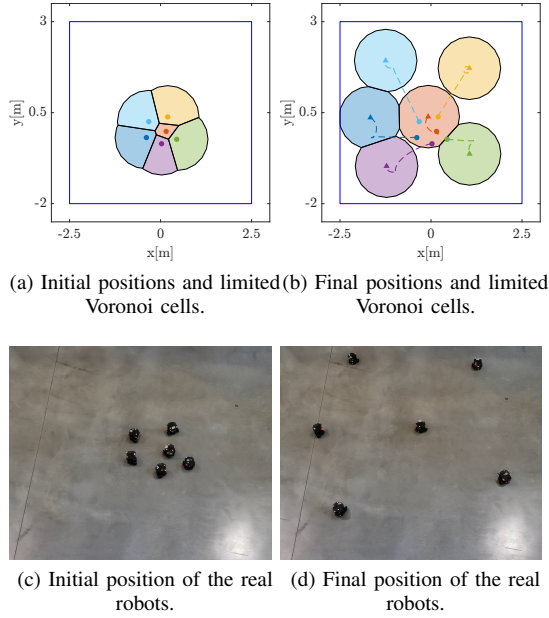 3
0.5
-2
y[m]
-2.5
0
2.5
x[m]
(a) Initial positions and limited
Voronoi cells.
3
0.5
-2
y[m]
-2.5
0
2.5
x[m]
(b) Final positions and limited
Voronoi cells.
(c) Initial position of the real
robots.
(d) Final position of the real
robots.